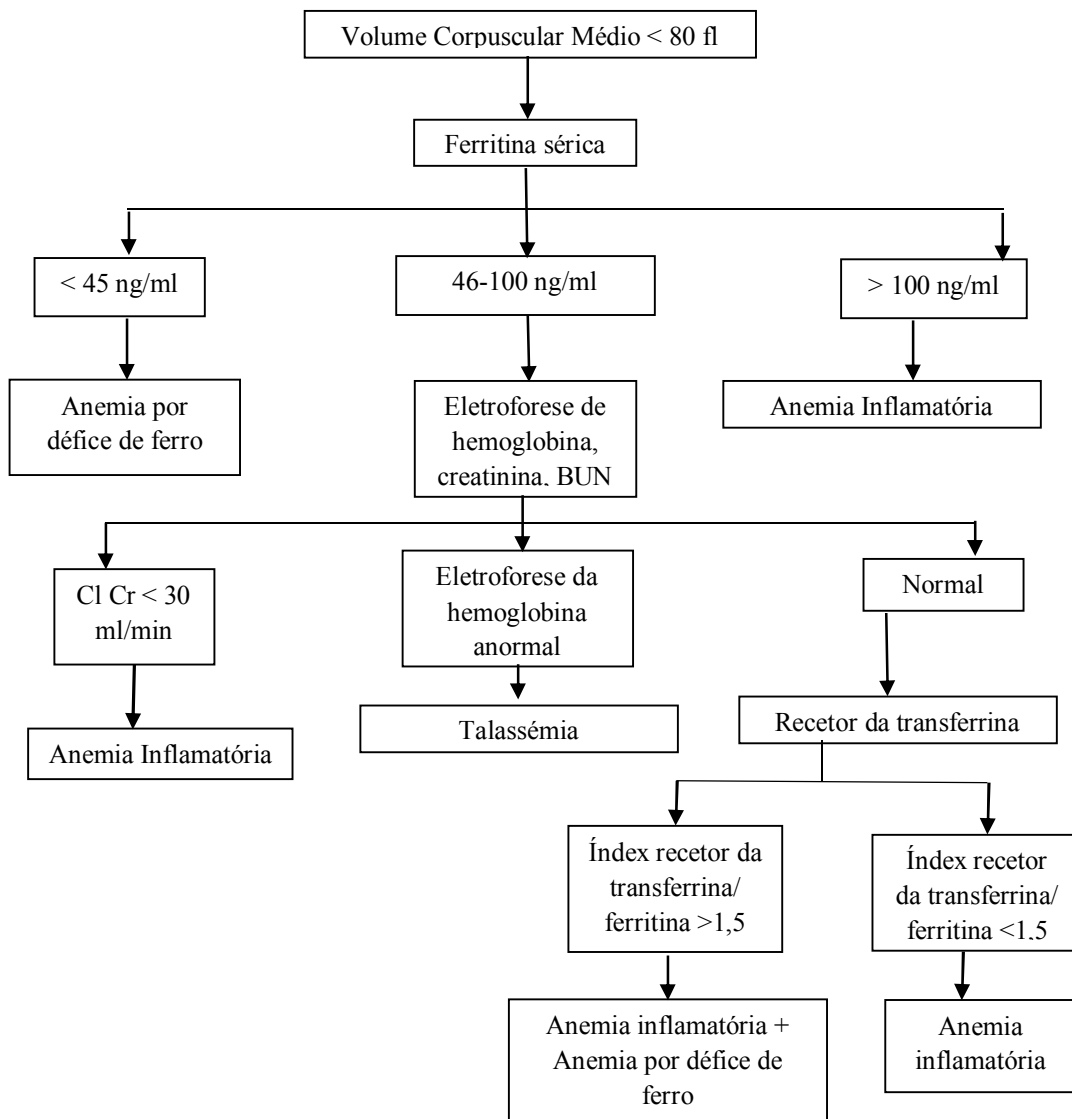 Volume Corpuscular Médio < 80 fl
Ferritina sérica
< 45 ng/ml
46-100 ng/ml
> 100 ng/ml
Anemia por
défice de ferro
Eletroforese de
hemoglobina,
creatinina, BUN
Anemia Inflamatória
Cl Cr < 30
ml/min
Eletroforese da
hemoglobina
anormal
Normal
Anemia Inflamatória
Talassémia
Recetor da transferrina
Índex recetor da
transferrina/
ferritina >1,5
Índex recetor
da transferrina/
ferritina <1,5
Anemia inflamatória +
Anemia por défice de
ferro
Anemia
inflamatória